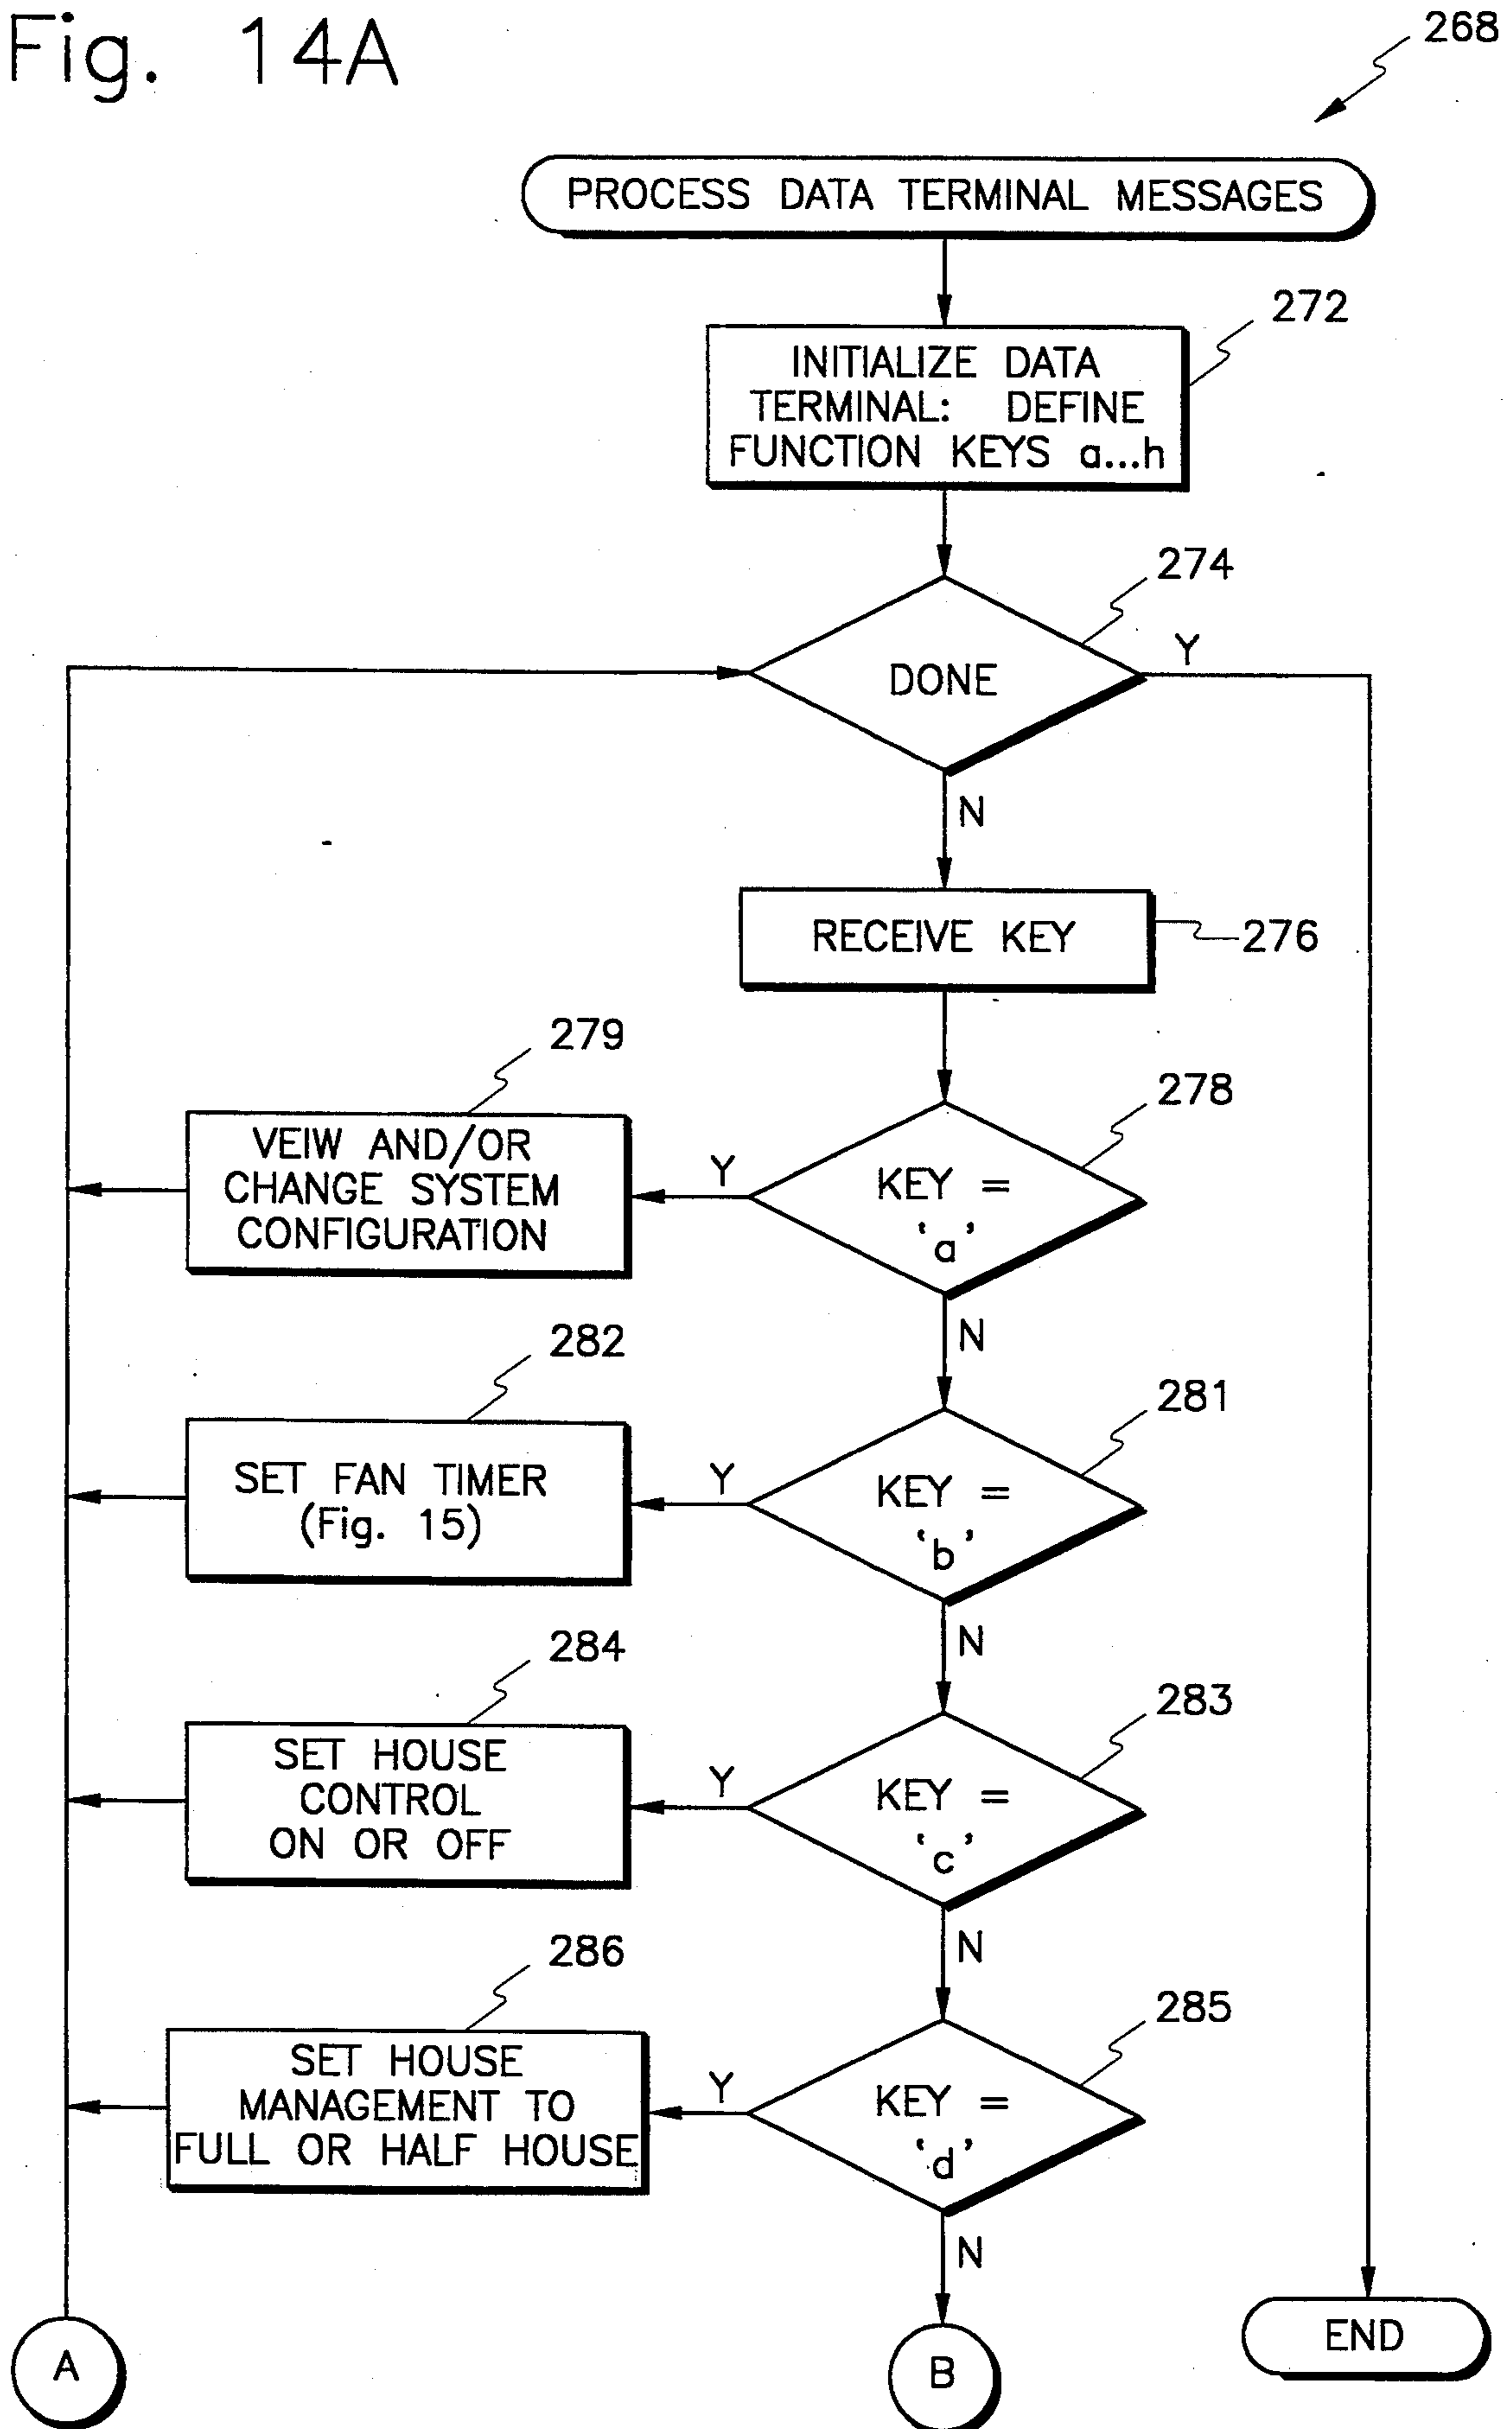 Fig. 14A
268
PROCESS DATA TERMINAL MESSAGES
272
INITIALIZE DATA
TERMINAL: DEFINE
FUNCTION KEYS a...h
274
DONE
Y
N
RECEIVE KEY
276
279
278
VEIW AND/OR
CHANGE SYSTEM
CONFIGURATION
Y
KEY =
'a'
N
282
281
SET FAN TIMER
(Fig. 15)
Y
KEY =
'b'
N
284
283
SET HOUSE
CONTROL
ON OR OFF
Y
KEY =
'c'
N
286
285
SET HOUSE
MANAGEMENT TO
FULL OR HALF HOUSE
Y
KEY =
'd'
N
A
B
END